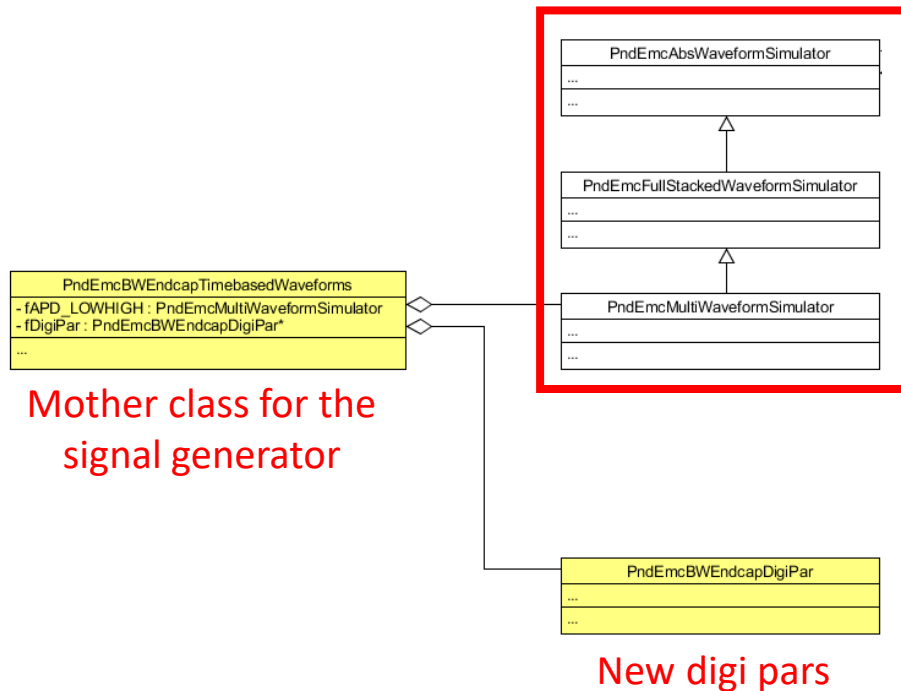 PndEmcAbsWaveformSimulator
...
...
PndEmcFullStackedWaveformSimulator
...
...
PndEmcBWEndcapTimebasedWaveforms
- fAPD_LOWHIGH : PndEmcMultiWaveformSimulator
- fDigiPar : PndEmcBWEndcapDigiPar*
...
PndEmcMultiWaveformSimulator
...
...
Mother class for the
signal generator
PndEmcBWEndcapDigiPar
...
...
New digi pars